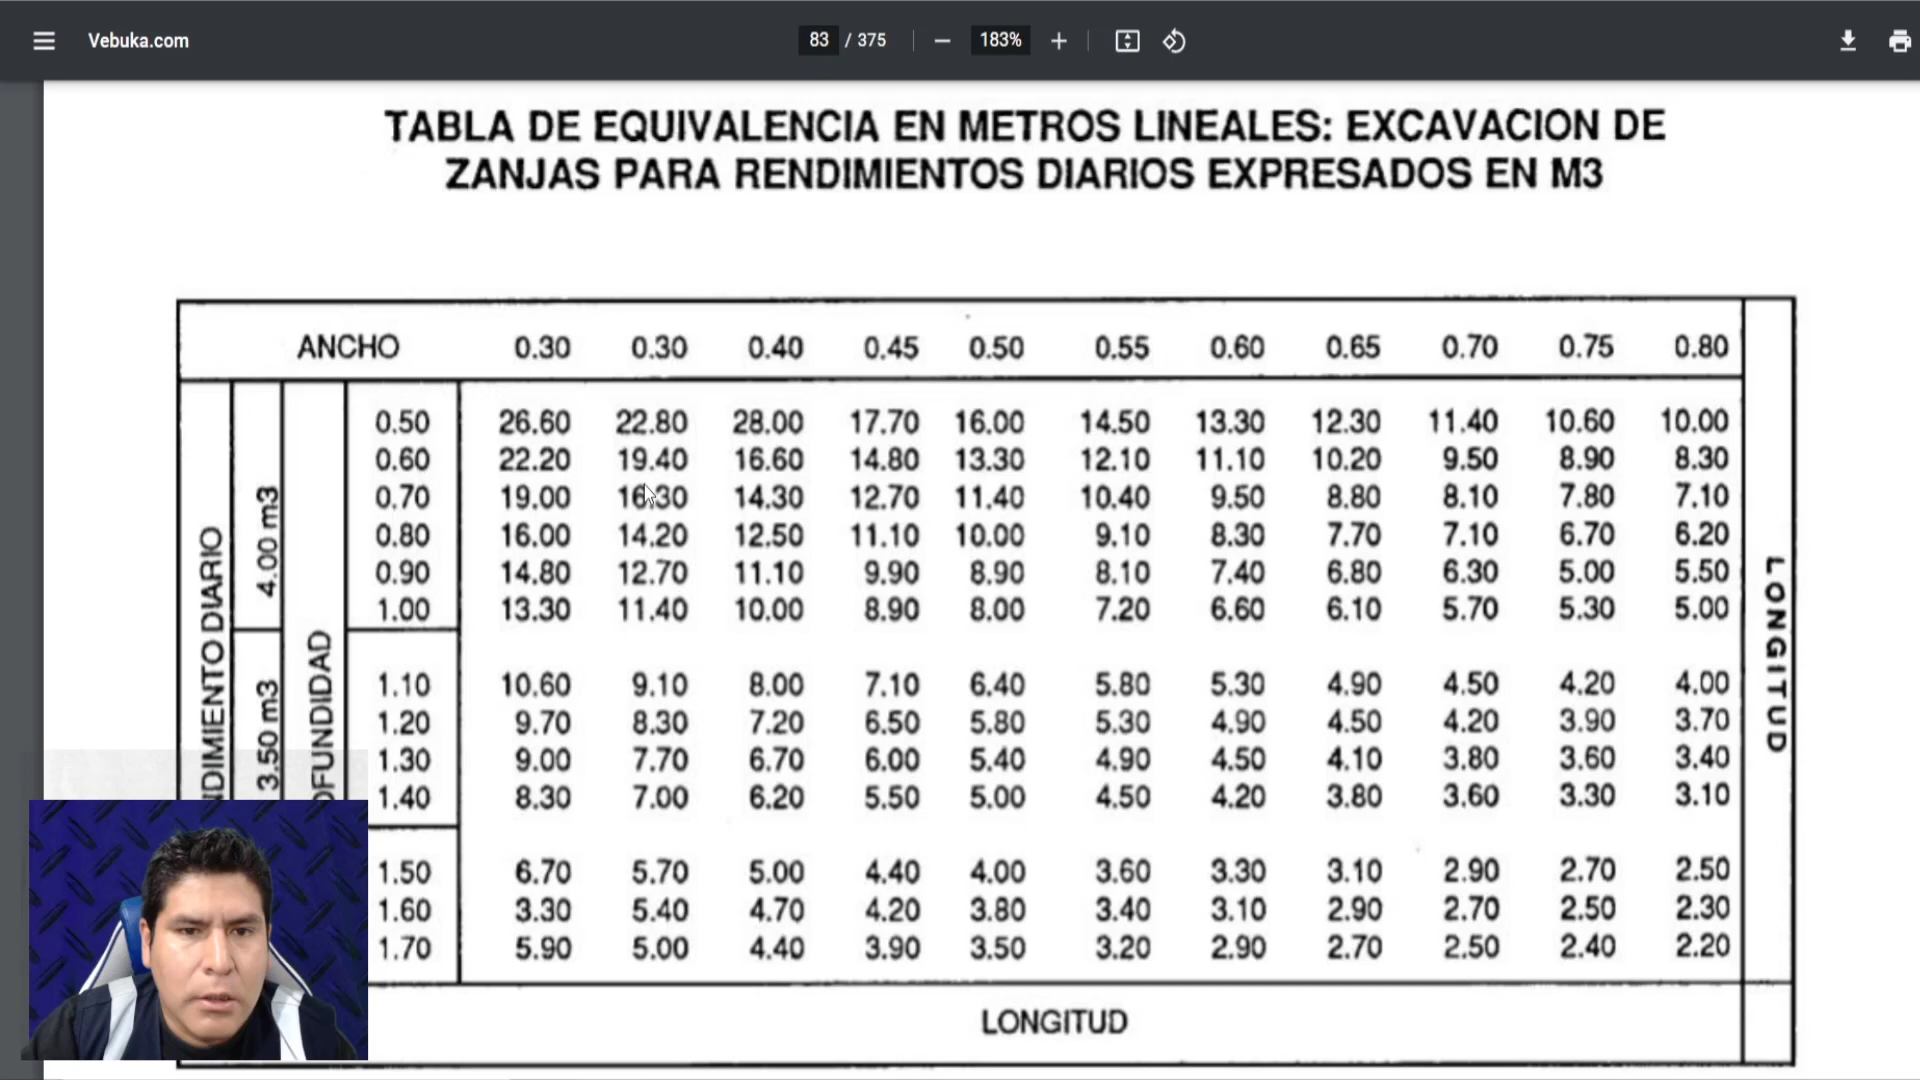 Vebuka.com 83 / 375 183%
TABLA DE EQUIVALENCIA EN METROS LINEALES: EXCAVACION DE
ZANJAS PARA RENDIMIENTOS DIARIOS EXPRESADOS EN M3
ANCHO 0.30 0.30 0.40 0.45 0.50 0.55 0.60 0.65 0.70 0.75 0.80
0.50 26.60 22.80 28.00 17.70 16.00 14.50 13.30 12.30 11.40 10.60 10.00
0.60 22.20 19.40 16.60 14.80 13.30 12.10 11.10 10.20 9.50 8.90 8.30
0.70 19.00 16.30 14.30 12.70 11.40 10.40 9.50 8.80 8.10 7.80 7.10
0.80 16.00 14.20 12.50 11.10 10.00 9.10 8.30 7.70 7.10 6.70 6.20
0.90 14.80 12.70 11.10 9.90 8.90 8.10 7.40 6.80 6.30 5.00 5.50
1.00 13.30 11.40 10.00 8.90 8.00 7.20 6.60 6.10 5.70 5.30 5.00
1.10 10.60 9.10 8.00 7.10 6.40 5.80 5.30 4.90 4.50 4.20 4.00
1.20 9.70 8.30 7.20 6.50 5.80 5.30 4.90 4.50 4.20 3.90 3.70
1.30 9.00 7.70 6.70 6.00 5.40 4.90 4.50 4.10 3.80 3.60 3.40
1.40 8.30 7.00 6.20 5.50 5.00 4.50 4.20 3.80 3.60 3.30 3.10
1.50 6.70 5.70 5.00 4.40 4.00 3.60 3.30 3.10 2.90 2.70 2.50
1.60 3.30 5.40 4.70 4.20 3.80 3.40 3.10 2.90 2.70 2.50 2.30
1.70 5.90 5.00 4.40 3.90 3.50 3.20 2.90 2.70 2.50 2.40 2.20
NDIMIENTO DIARIO
4.00 m3
3.50 m3
OFUNDIDAD
LONGITUD
LONGITUD